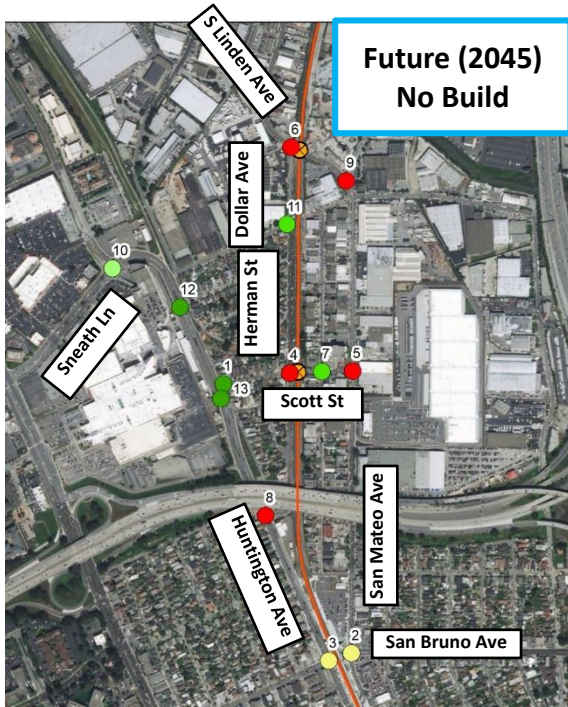 Future (2045)
No Build
S Linden Ave
6
9
Dollar Ave
11
10
Herman St
12
Sneath Ln
4
7
5
1
13
Scott St
San Mateo Ave
8
Huntington Ave
San Bruno Ave
3
2